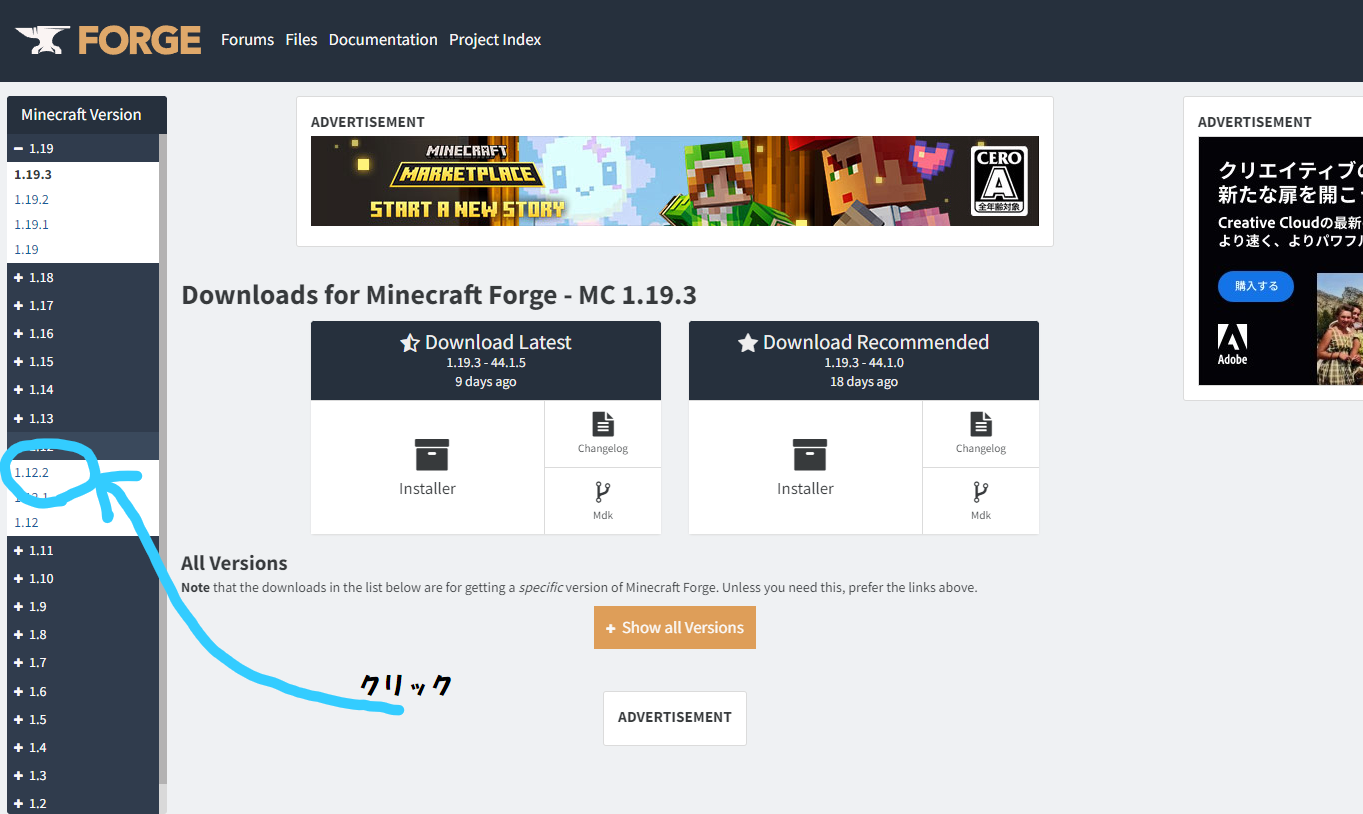 FORGE Forums Files Documentation Project Index
Minecraft Version
− 1.19
1.19.3
1.19.2
1.19.1
1.19
+ 1.18
+ 1.17
+ 1.16
+ 1.15
+ 1.14
+ 1.13
1.12
1.12.2
1.12.1
1.12
+ 1.11
+ 1.10
+ 1.9
+ 1.8
+ 1.7
+ 1.6
+ 1.5
+ 1.4
+ 1.3
+ 1.2
ADVERTISEMENT
MINECRAFT
MARKETPLACE
START A NEW STORY
CERO
A
全年齢対象
Downloads for Minecraft Forge - MC 1.19.3
Download Latest
1.19.3 - 44.1.5
9 days ago
Installer
Changelog
Mdk
Download Recommended
1.19.3 - 44.1.0
18 days ago
Installer
Changelog
Mdk
All Versions
Note that the downloads in the list below are for getting a specific version of Minecraft Forge. Unless you need this, prefer the links above.
+ Show all Versions
クリック
ADVERTISEMENT
ADVERTISEMENT
クリエイティブの
新たな扉を開こ
Creative Cloudの最新
より速く、よりパワフル
購入する
Adobe